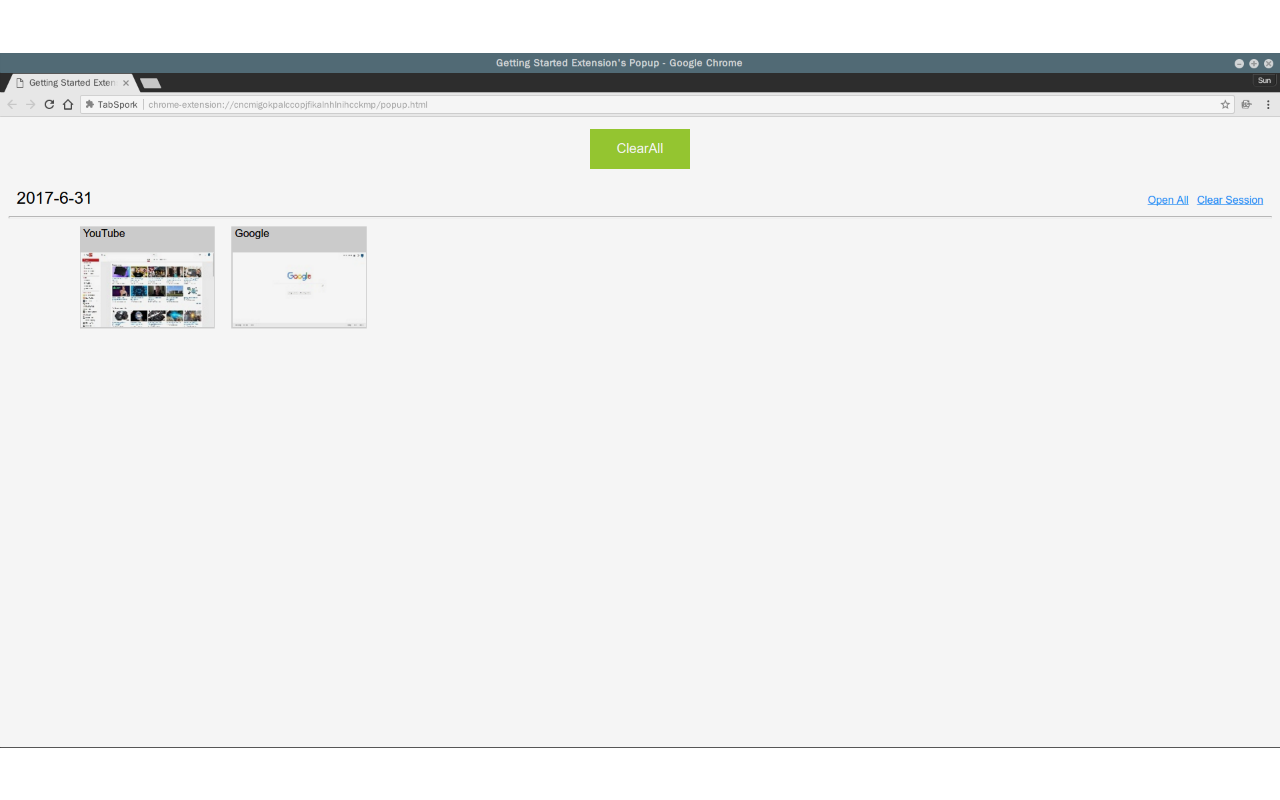 Getting Started Extension's Popup - Google Chrome
Getting Started Exten
Sun
TabSpork chrome-extension://cncmigokpalccopjfikalnhlnihcckmp/popup.html
ClearAll
2017-6-31
Open All Clear Session
YouTube Google
Google